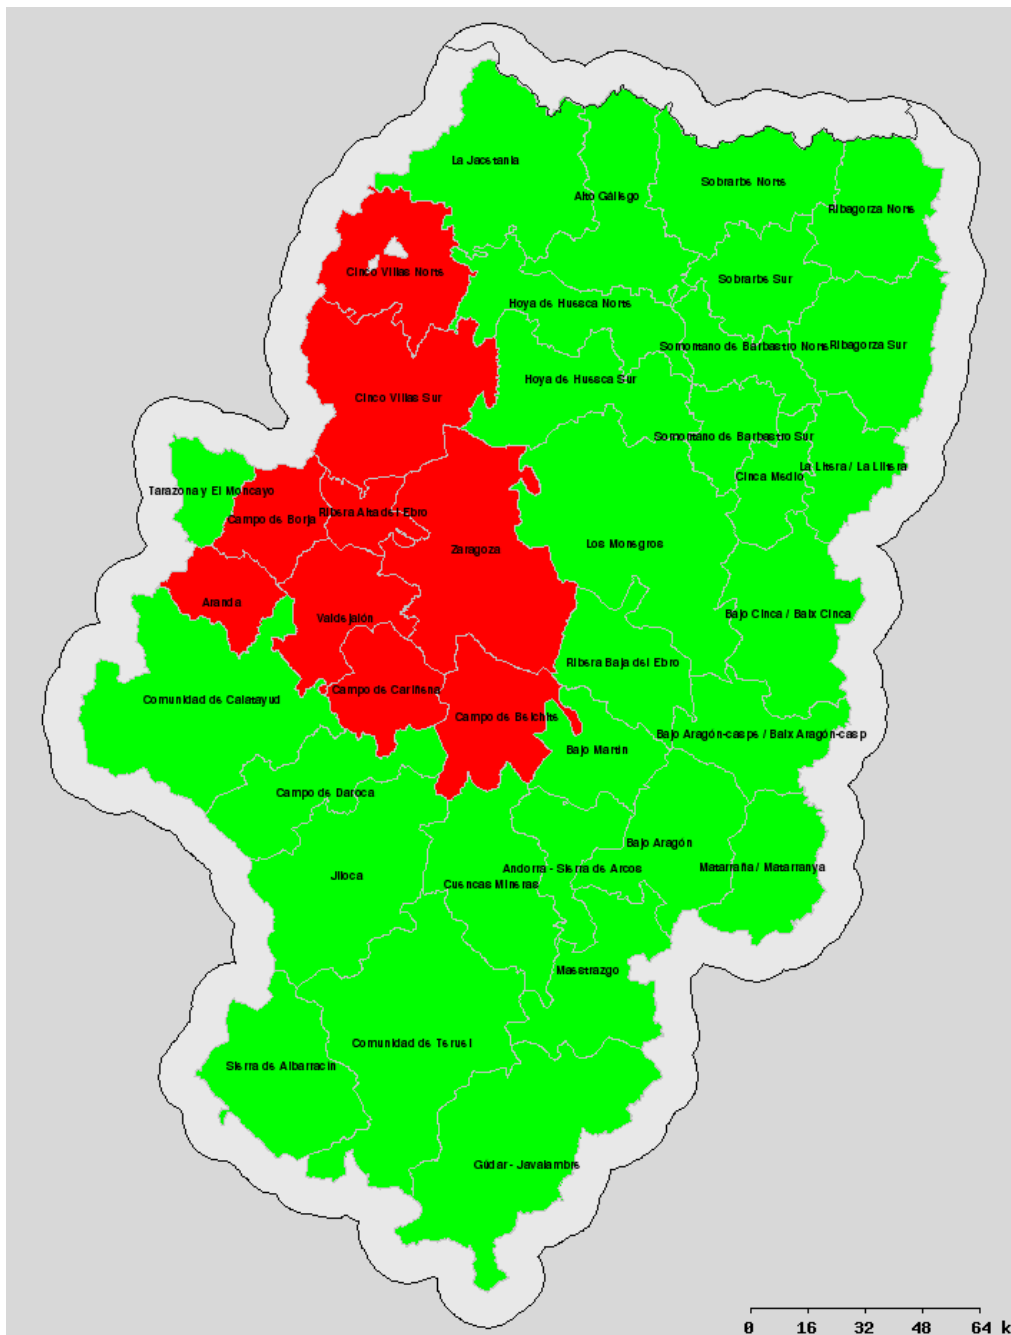 La Jacetania
Alto Gállego
Sobrarbe Norte
Ribagorza Norte
Cinco Villas Norte
Sobrarbe Sur
Hoya de Huesca Norte
Somontano de Barbastro Norte
Ribagorza Sur
Hoya de Huesca Sur
Cinco Villas Sur
Somontano de Barbastro Sur
La Litera / La Llitera
Cinca Medio
Tarazona y El Moncayo
Campo de Borja
Ribera Alta del Ebro
Zaragoza
Los Monegros
Aranda
Valdejalón
Bajo Cinca / Baix Cinca
Ribera Baja del Ebro
Comunidad de Calatayud
Campo de Cariñena
Campo de Belchite
Bajo Aragón-caspe / Baix Aragón-casp
Bajo Martín
Campo de Daroca
Bajo Aragón
Jiloca
Andorra - Sierra de Arcos
Matarraña / Matarranya
Cuencas Mineras
Maestrazgo
Comunidad de Teruel
Sierra de Albarracín
Gúdar - Javalambre
0 16 32 48 64 k